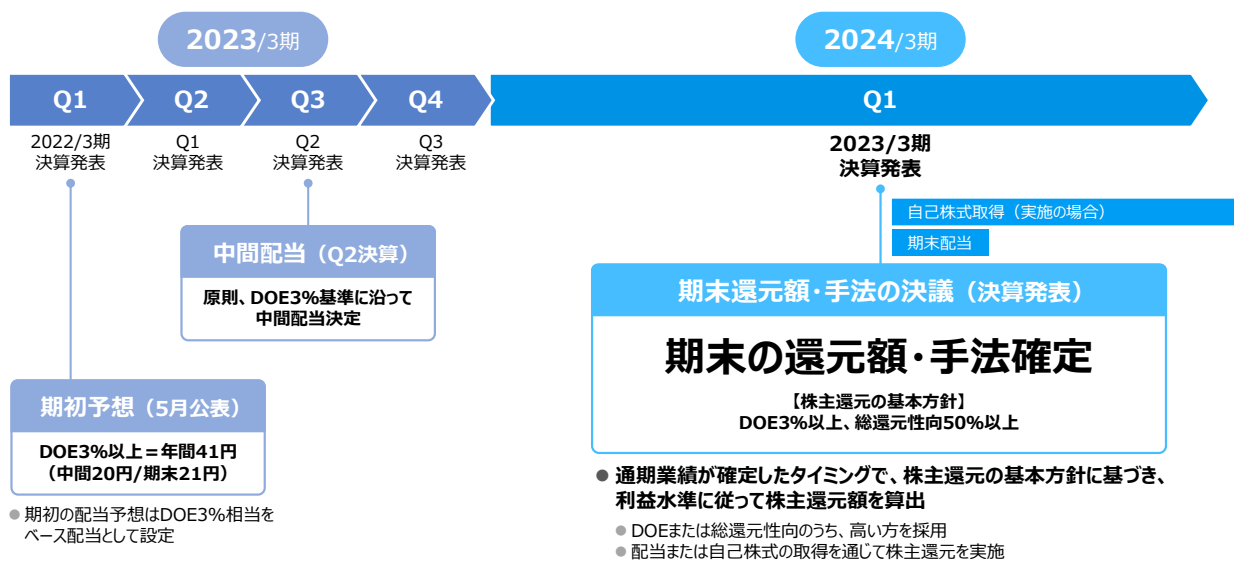 2023/3期
2024/3期
Q1
Q2
Q3
Q4
Q1
2022/3期
決算発表
Q1
決算発表
Q2
決算発表
Q3
決算発表
2023/3期
決算発表
自己株式取得（実施の場合）
期末配当
中間配当（Q2決算）
原則、DOE3%基準に沿って
中間配当決定
期初予想（5月公表）
DOE3%以上＝年間41円
（中間20円/期末21円）
● 期初の配当予想はDOE3%相当を
ベース配当として設定
期末還元額・手法の決議（決算発表）
期末の還元額・手法確定
【株主還元の基本方針】
DOE3%以上、総還元性向50%以上
● 通期業績が確定したタイミングで、株主還元の基本方針に基づき、
利益水準に従って株主還元額を算出
● DOEまたは総還元性向のうち、高い方を採用
● 配当または自己株式の取得を通じて株主還元を実施